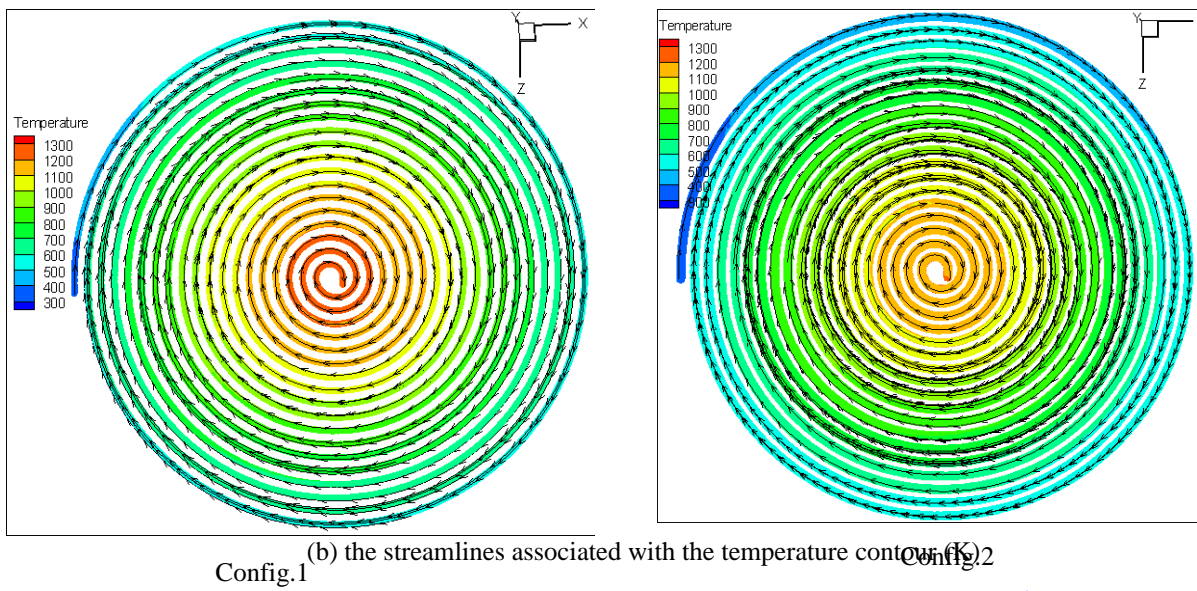 Y
X
Z
Temperature
1300
1200
1100
1000
900
800
700
600
500
400
300
Y
Z
Temperature
1300
1200
1100
1000
900
800
700
600
500
400
300
(b) the streamlines associated with the temperature contour (K)
Config.1
Config.2